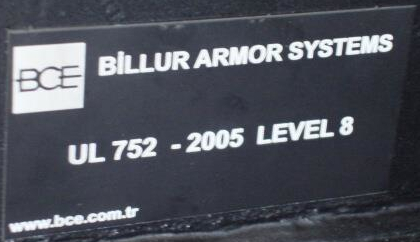 BCE
BİLLUR ARMOR SYSTEMS
UL 752 - 2005 LEVEL 8
www.bce.com.tr